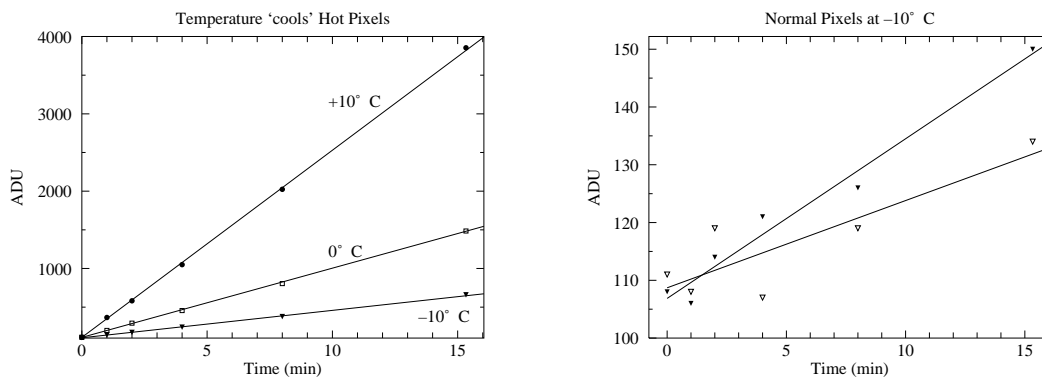 Temperature ‘cools’ Hot Pixels
4000
3000
2000
1000
ADU
+10° C
0° C
–10° C
0
5
10
15
Time (min)
Normal Pixels at –10° C
150
140
130
120
110
100
ADU
0
5
10
15
Time (min)